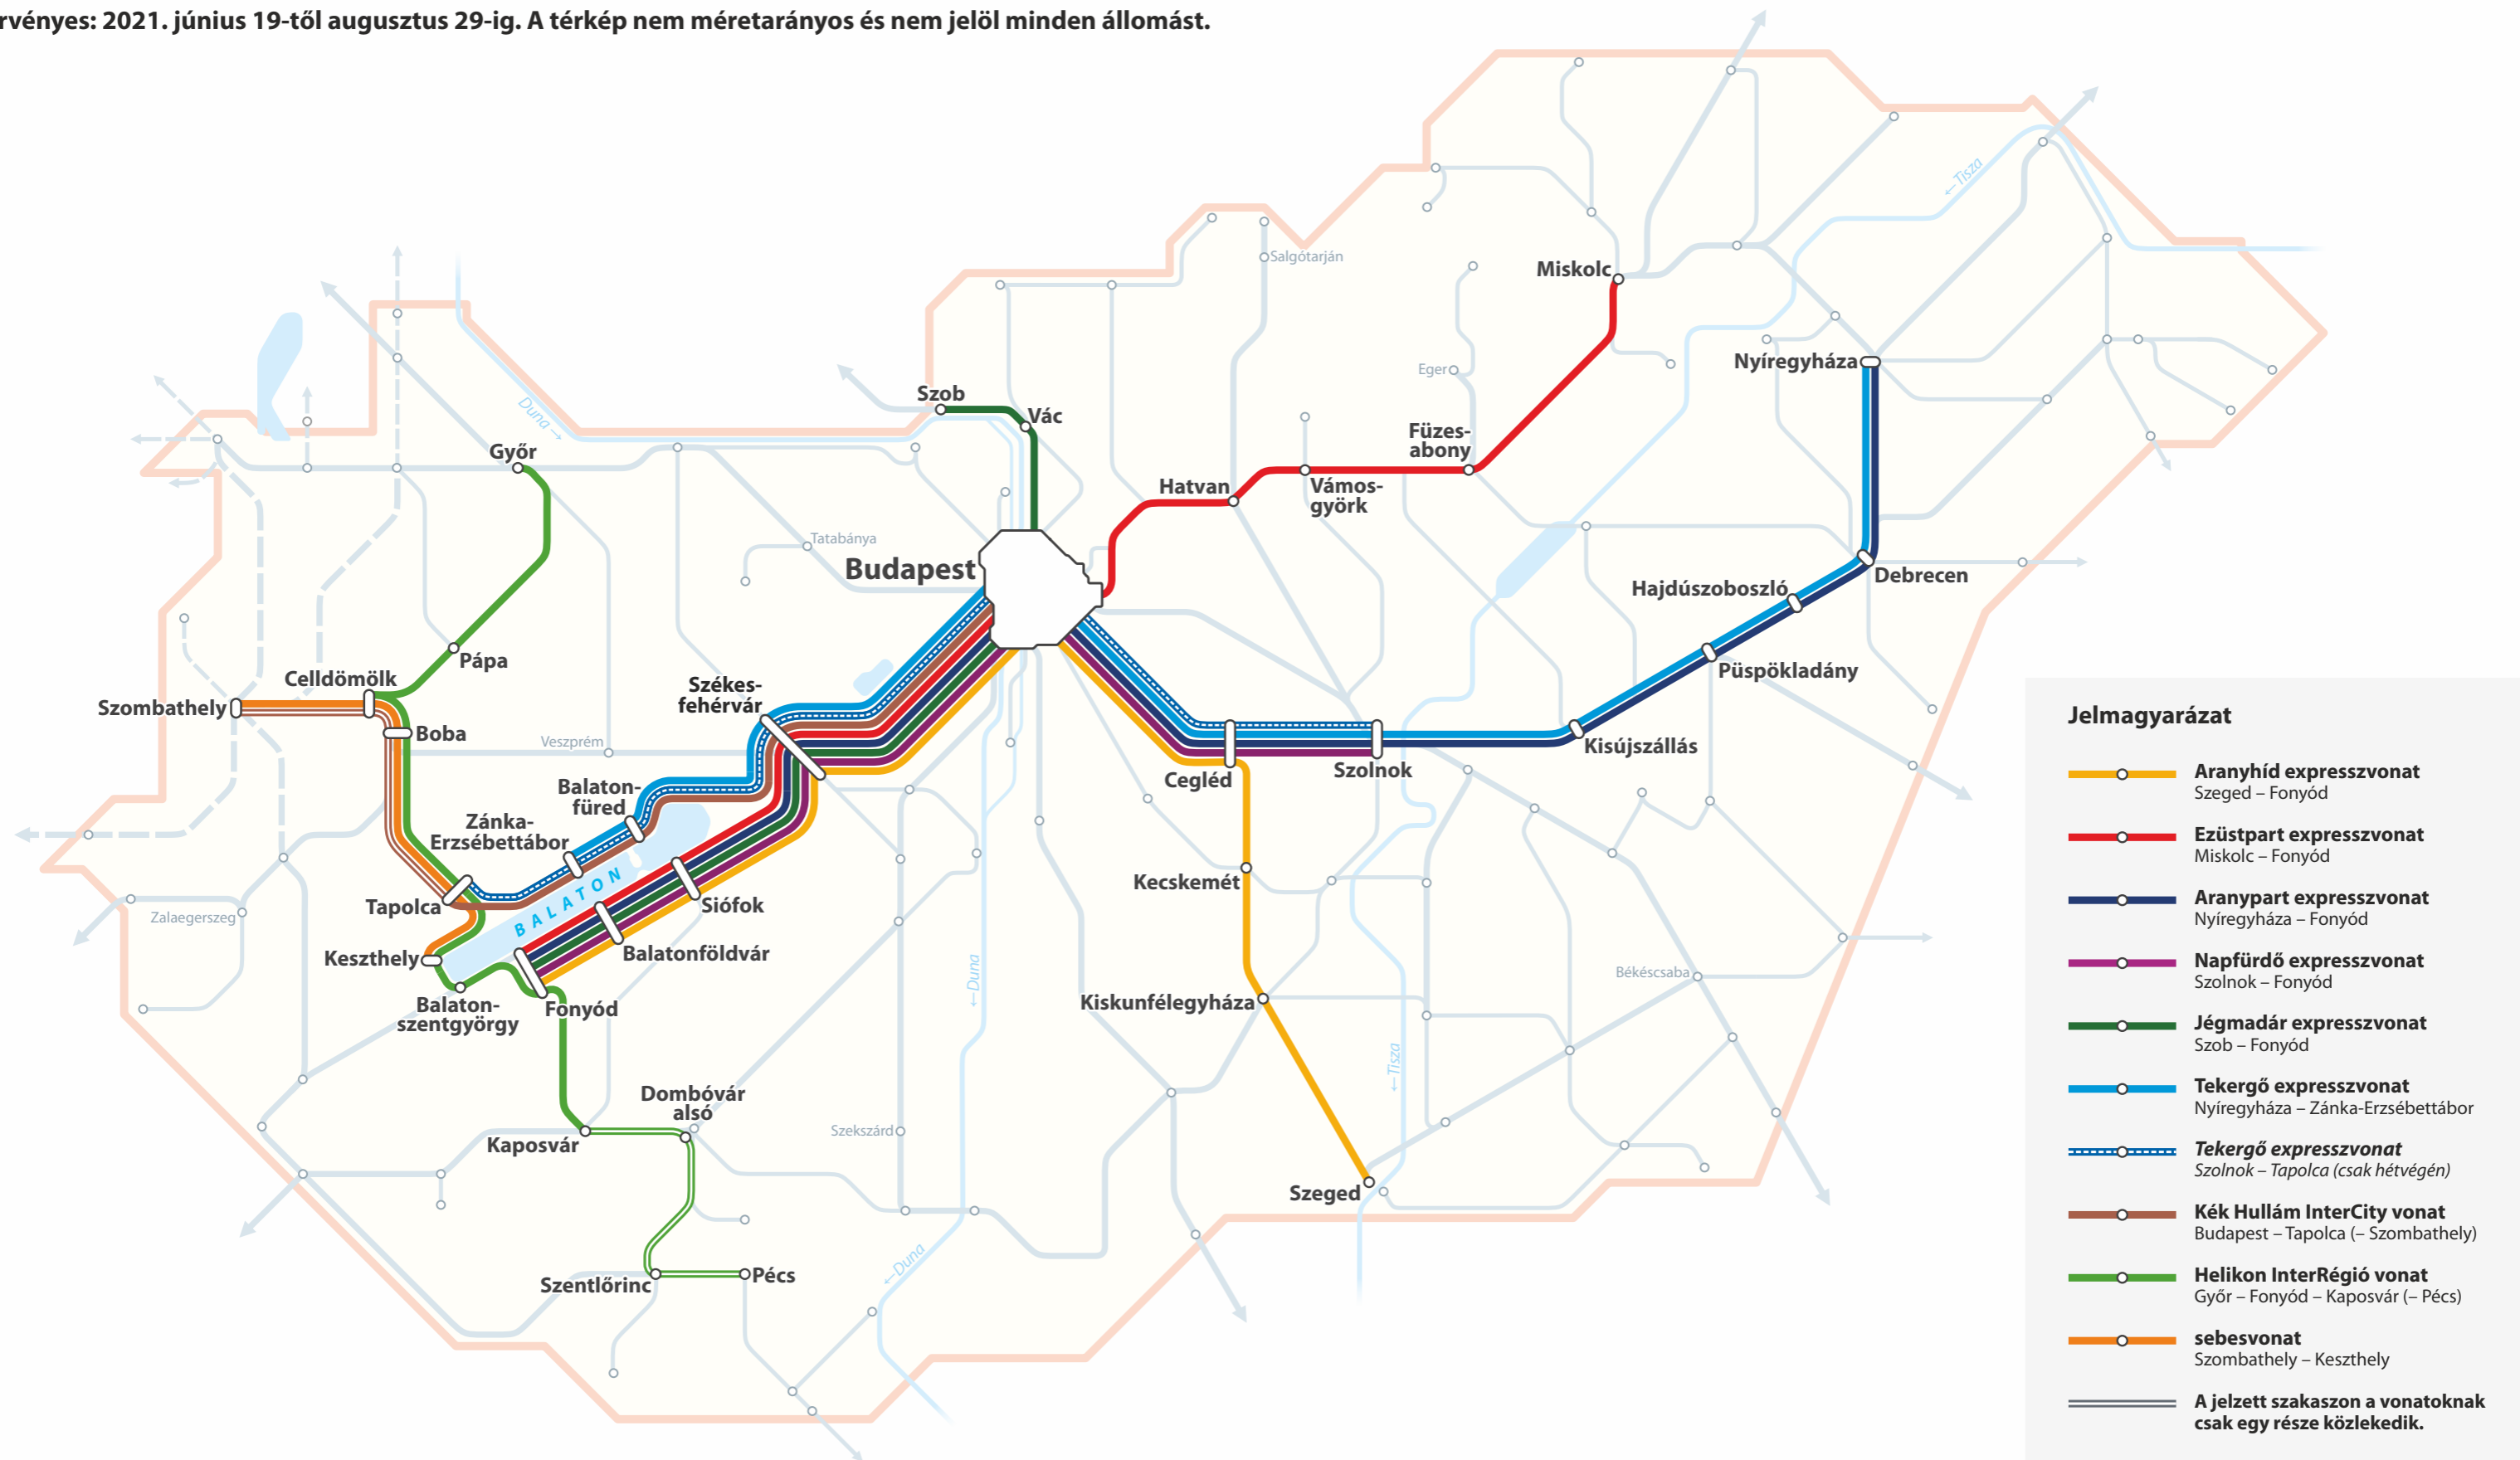 rvényes: 2021. június 19-től augusztus 29-ig. A térkép nem méretarányos és nem jelöl minden állomást.
←Tisza
Salgótarján
Miskolc
Nyíregyháza
Eger
Szob
Vác
Duna →
Győr
Füzes-
abony
Hatvan
Vámos-
györk
Tatabánya
Budapest
Debrecen
Hajdúszoboszló
Pápa
Püspökladány
Celldömölk
Szombathely
Székes-
fehérvár
Boba
Veszprém
Kisújszállás
Cegléd
Szolnok
Balaton-
füred
Zánka-
Erzsébettábor
Tapolca
BALATON
Siófok
Kecskemét
Zalaegerszeg
Keszthely
Balatonföldvár
Balaton-
szentgyörgy
Fonyód
←Duna
Kiskunfélegyháza
Békéscsaba
←Tisza
Dombóvár
alsó
Kaposvár
Szekszárd
Szeged
←Duna
Szentlőrinc
Pécs
Jelmagyarázat
Aranyhíd expresszvonat
Szeged – Fonyód
Ezüstpart expresszvonat
Miskolc – Fonyód
Aranypart expresszvonat
Nyíregyháza – Fonyód
Napfürdő expresszvonat
Szolnok – Fonyód
Jégmadár expresszvonat
Szob – Fonyód
Tekergő expresszvonat
Nyíregyháza – Zánka-Erzsébettábor
Tekergő expresszvonat
Szolnok – Tapolca (csak hétvégén)
Kék Hullám InterCity vonat
Budapest – Tapolca (– Szombathely)
Helikon InterRégió vonat
Győr – Fonyód – Kaposvár (– Pécs)
sebesvonat
Szombathely – Keszthely
A jelzett szakaszon a vonatoknak
csak egy része közlekedik.